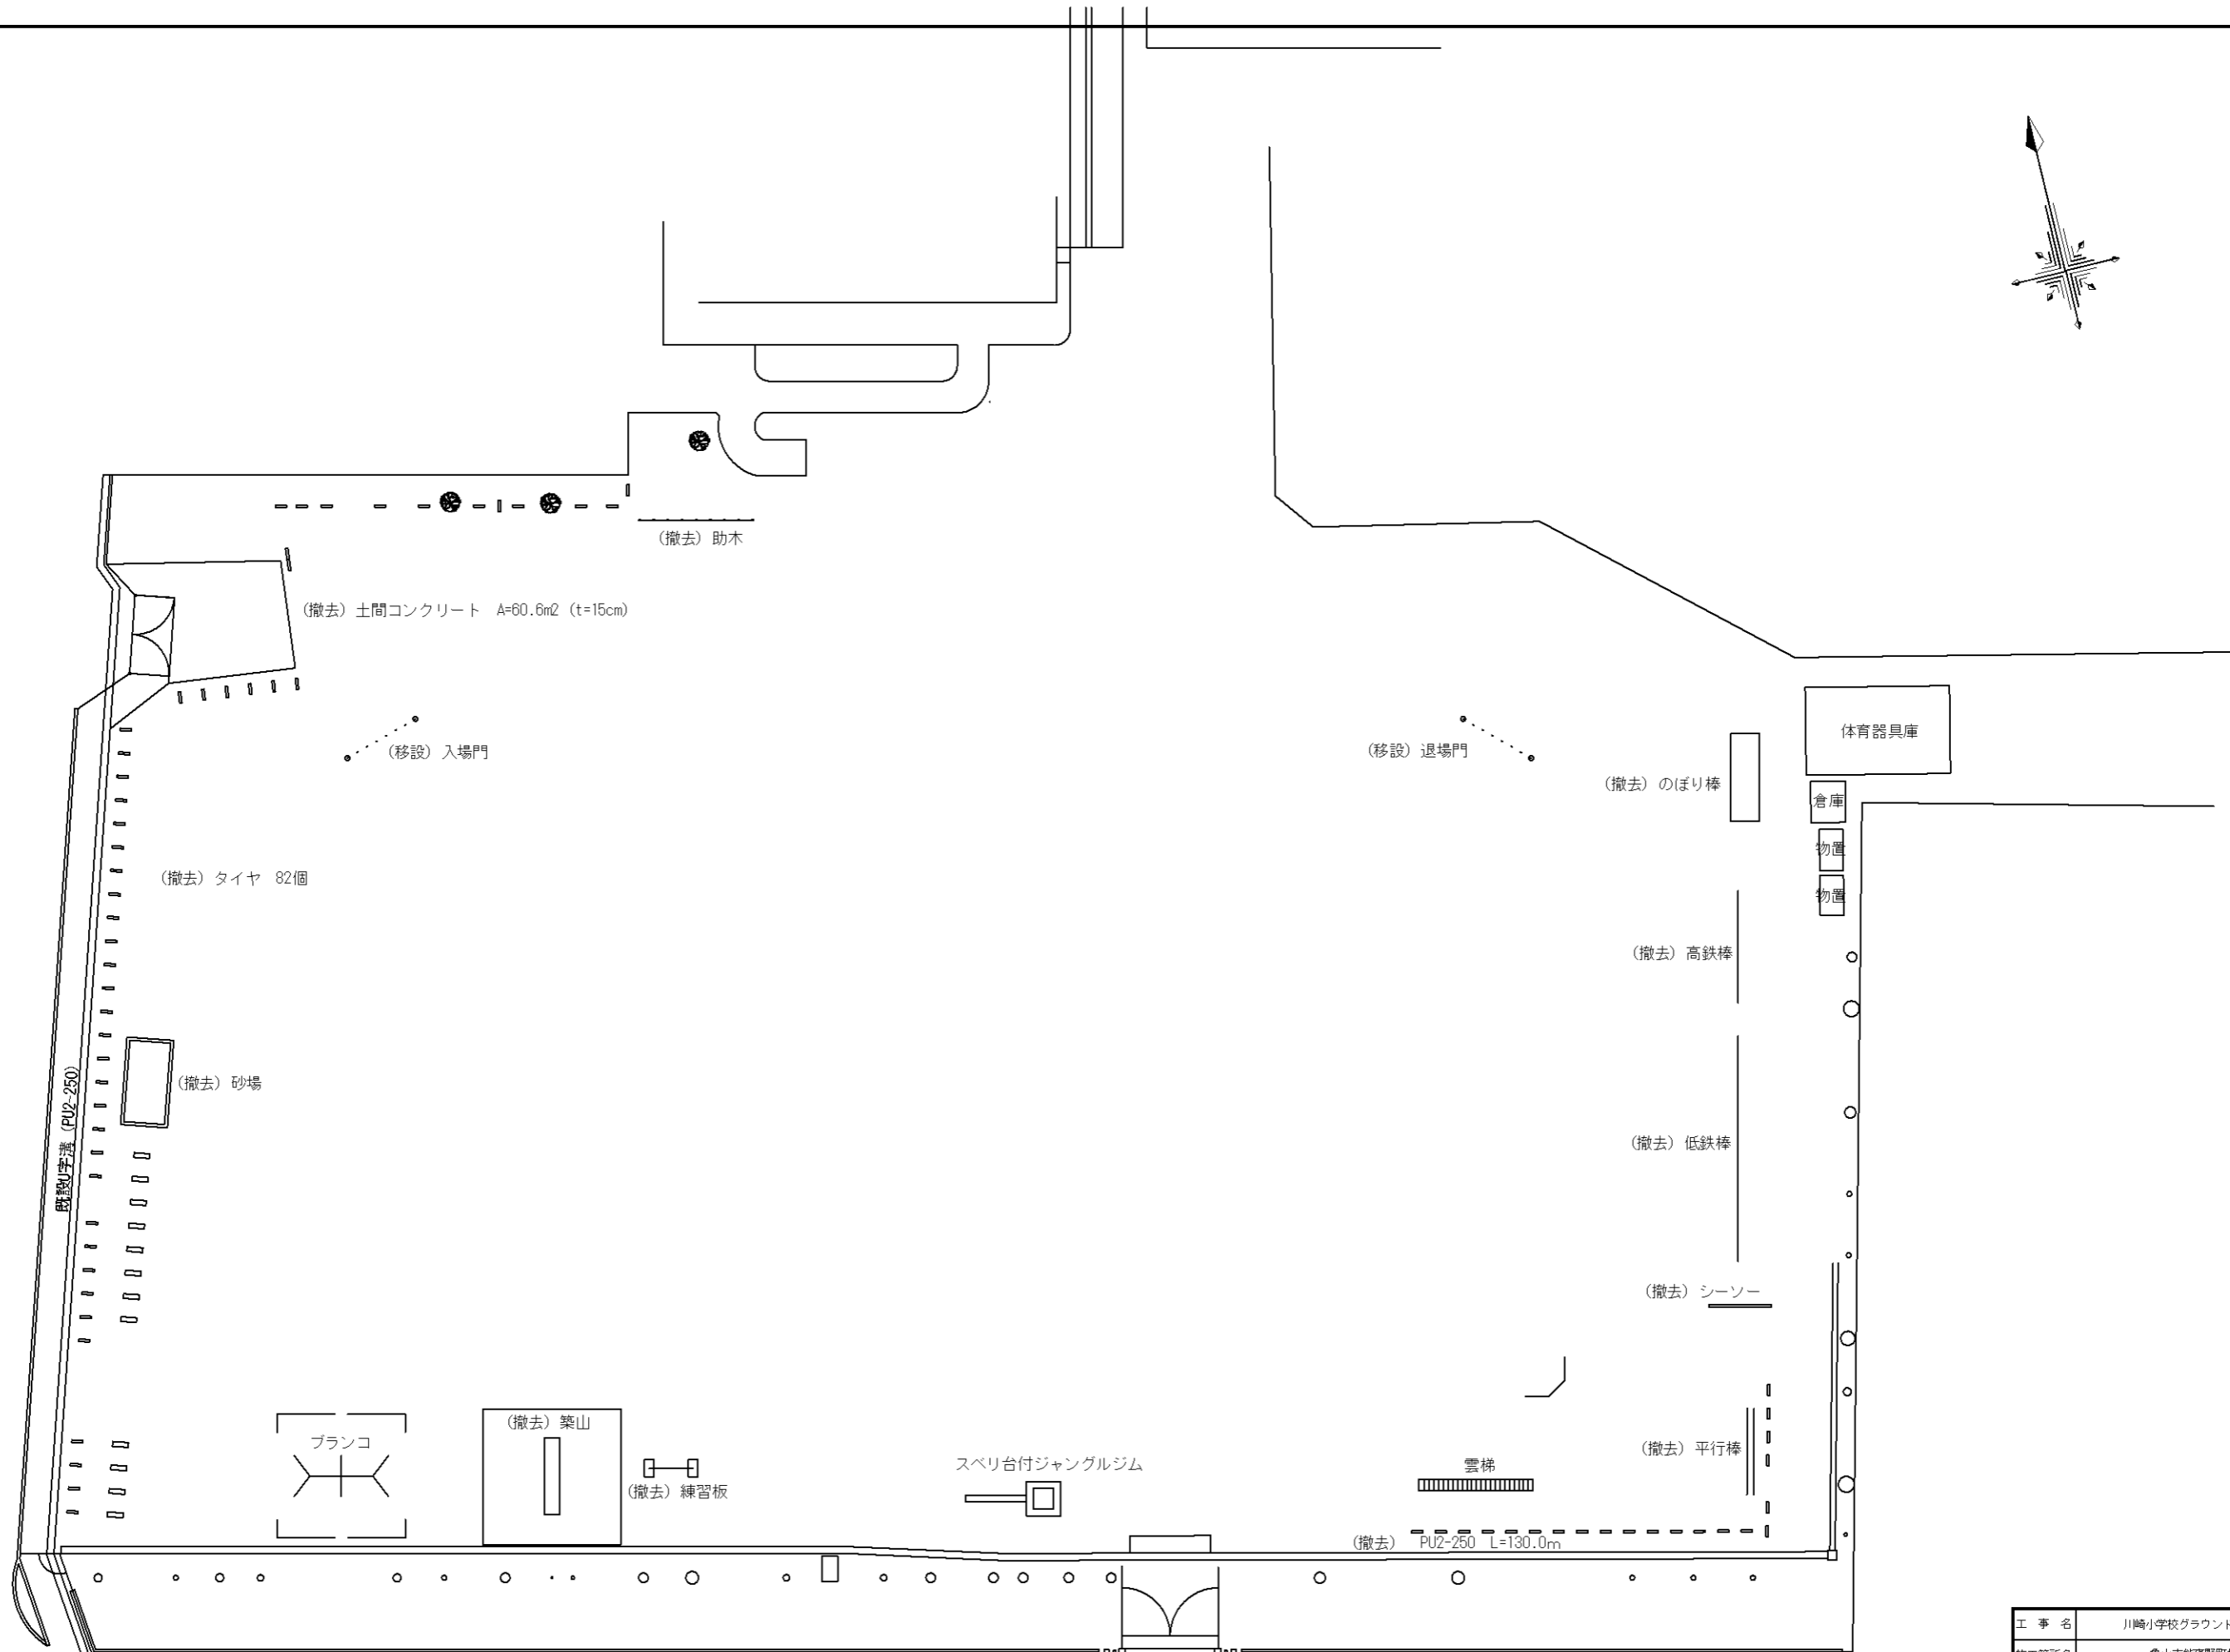 (撤去) 助木
(撤去) 土間コンクリート A=60.6m2 (t=15cm)
(移設) 入場門
(移設) 退場門
体育器具庫
(撤去) のぼり棒
倉庫
物置
(撤去) タイヤ 82個
物置
(撤去) 高鉄棒
(撤去) 砂場
既設U字溝 (PU2-250)
(撤去) 低鉄棒
(撤去) シーソー
(撤去) 築山
ブランコ
(撤去) 平行棒
スベリ台付ジャングルジム
雲梯
(撤去) 練習板
(撤去) PU2-250 L=130.0m
工 事 名
川崎小学校グラウンド